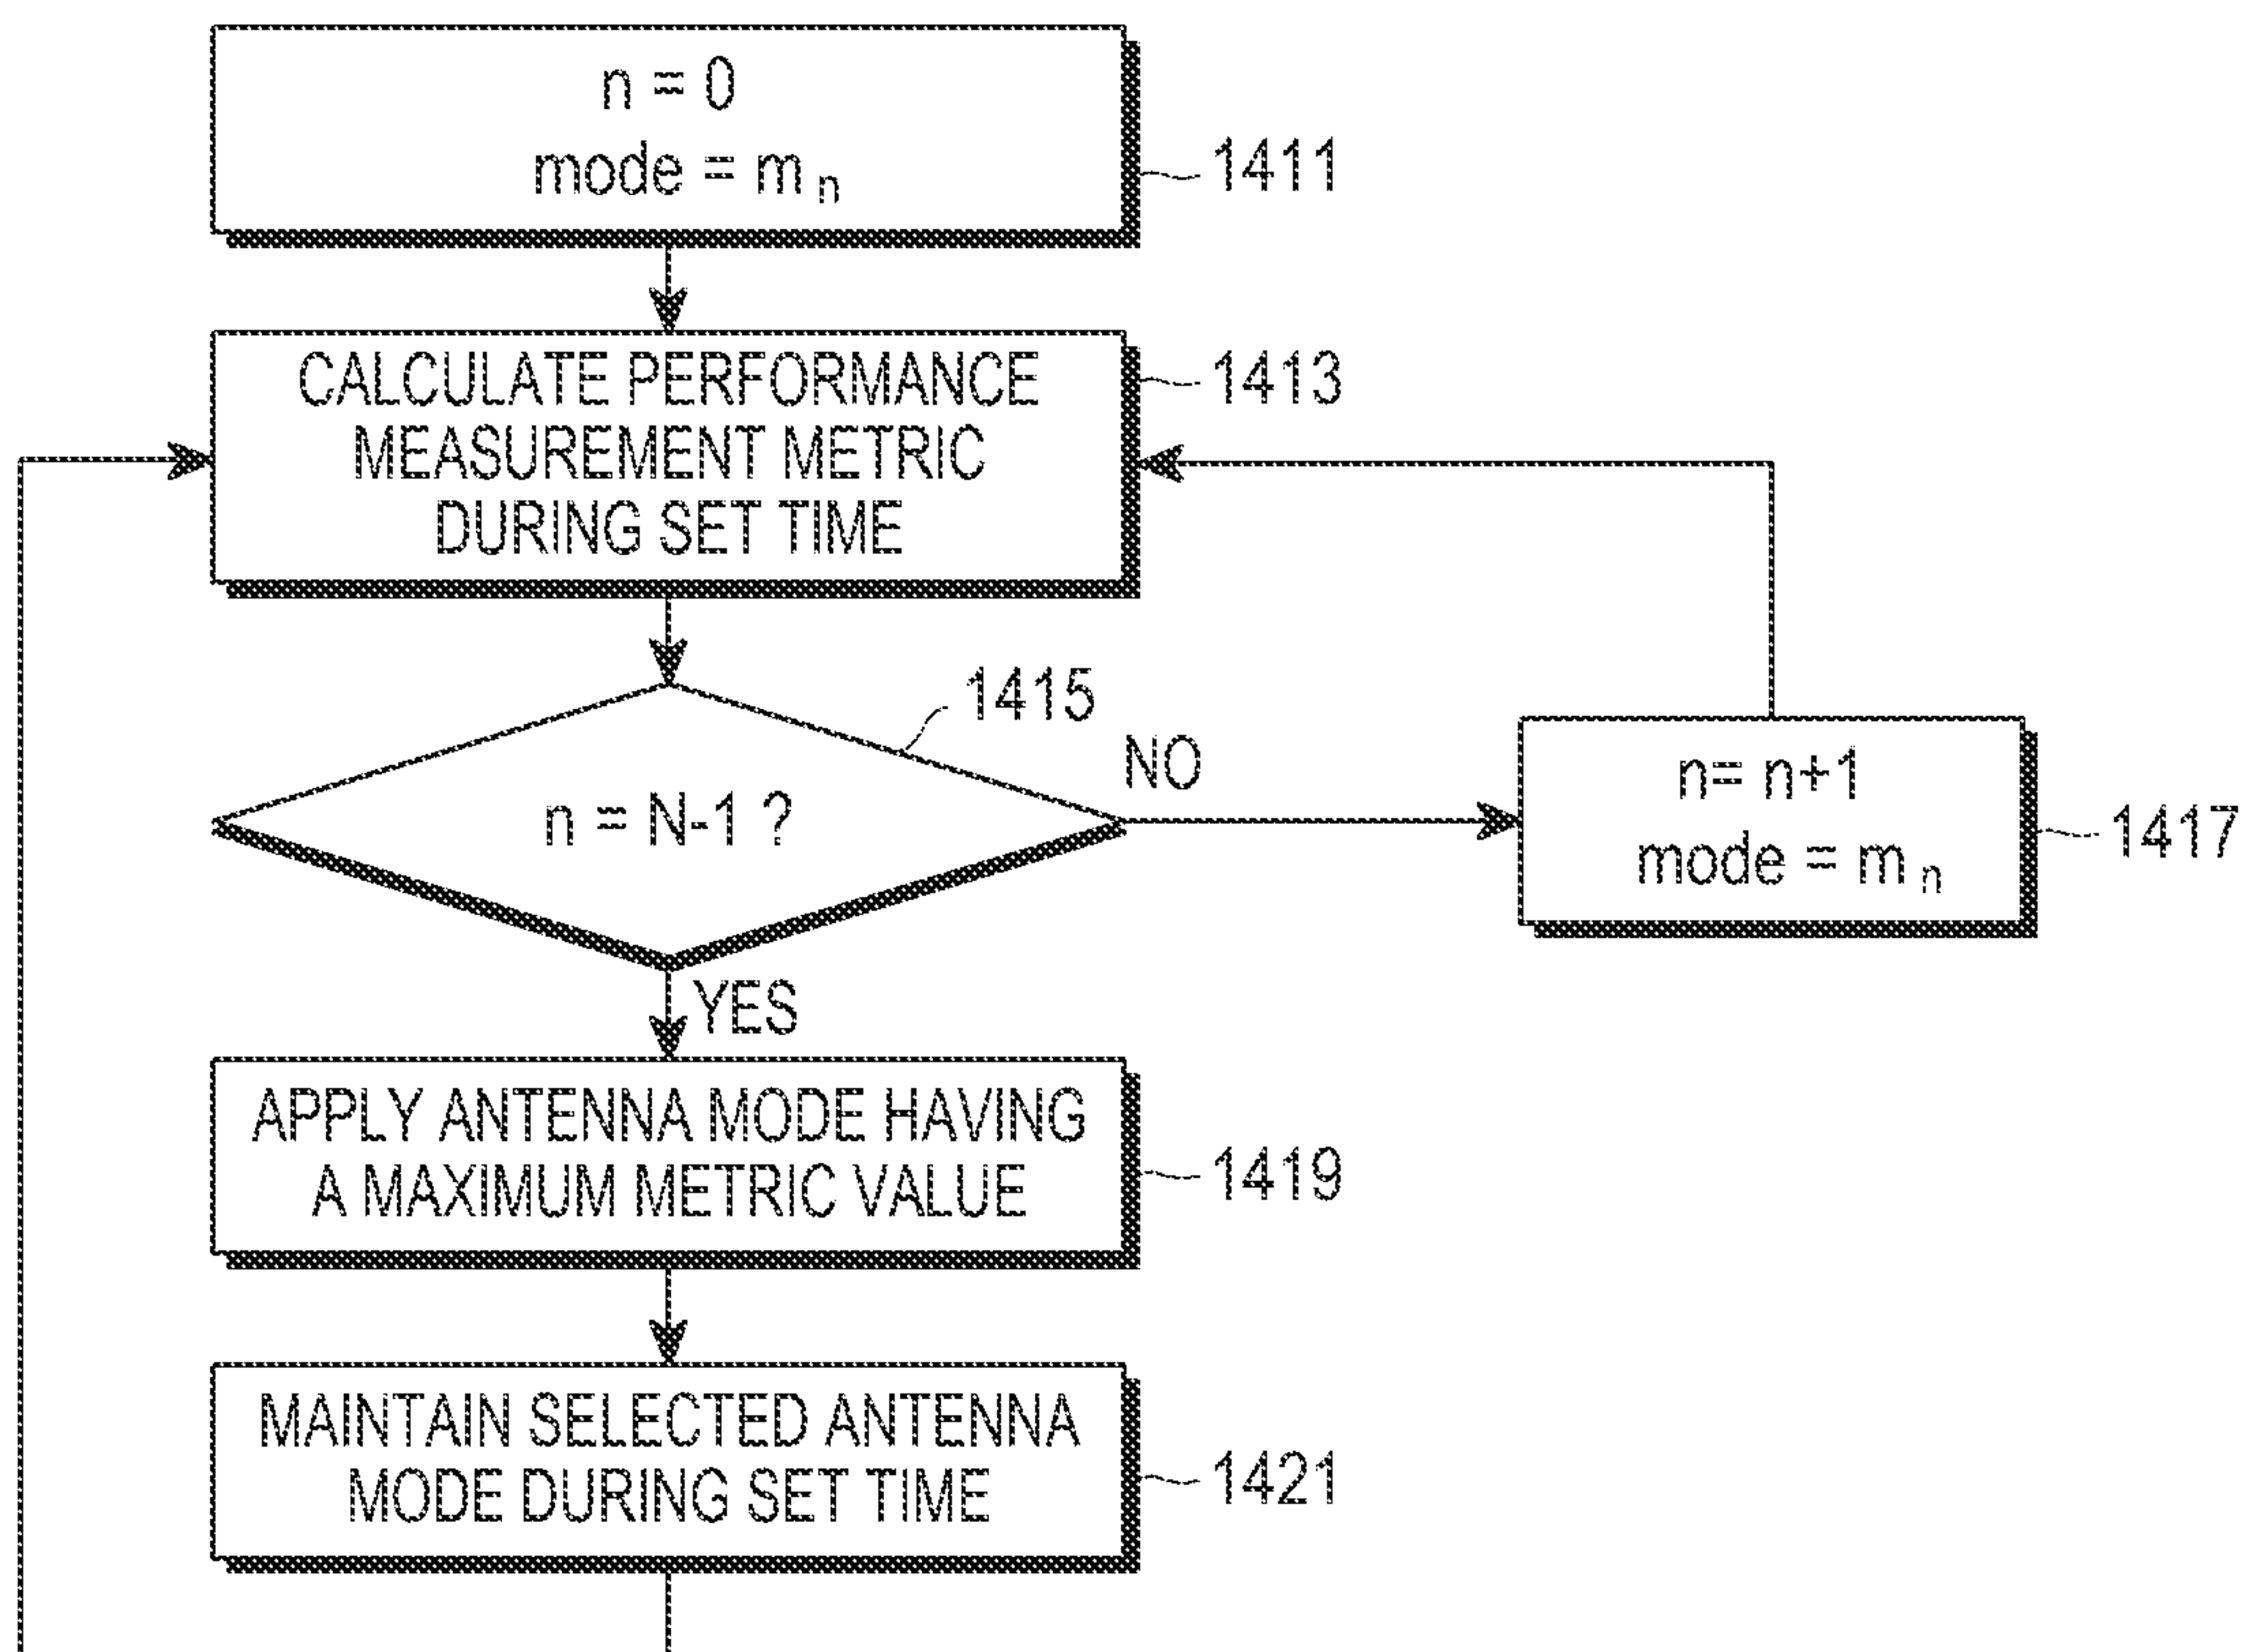 n = 0
mode = m n
1411
CALCULATE PERFORMANCE
MEASUREMENT METRIC
DURING SET TIME
1413
1415
n = N-1 ?
NO
n= n+1
mode = m n
1417
YES
APPLY ANTENNA MODE HAVING
A MAXIMUM METRIC VALUE
1419
MAINTAIN SELECTED ANTENNA
MODE DURING SET TIME
1421